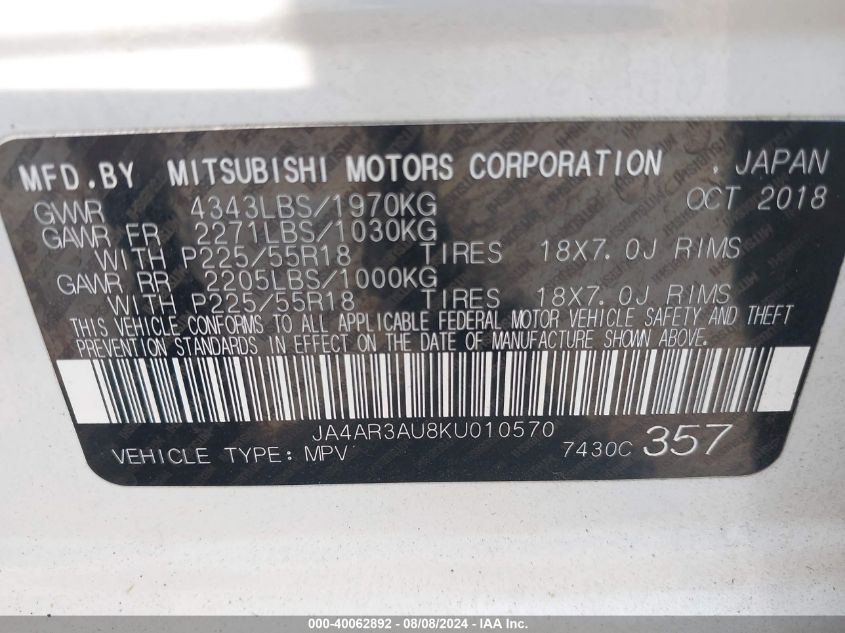 MFD.BY MITSUBISHI MOTORS CORPORATION . JAPAN
GVWR 4343LBS/1970KG OCT 2018
GAWR FR 2271LBS/1030KG
WITH P225/55R18 TIRES 18X7.0J RIMS
GAWR RR 2205LBS/1000KG
WITH P225/55R18 TIRES 18X7.0J RIMS
THIS VEHICLE CONFORMS TO ALL APPLICABLE FEDERAL MOTOR VEHICLE SAFETY AND THEFT
PREVENTION STANDARDS IN EFFECT ON THE DATE OF MANUFACTURE SHOWN ABOVE.
JA4AR3AU8KU010570
VEHICLE TYPE: MPV 7430C 357
000-40062892 - 08/08/2024 - IAAI.com